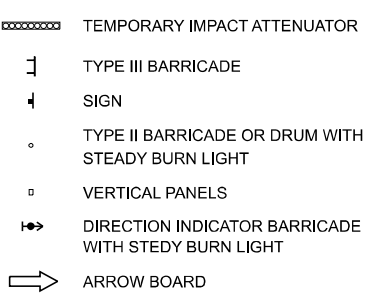 TEMPORARY IMPACT ATTENUATOR
TYPE III BARRICADE
SIGN
TYPE II BARRICADE OR DRUM WITH
STEADY BURN LIGHT
VERTICAL PANELS
DIRECTION INDICATOR BARRICADE
WITH STEDY BURN LIGHT
ARROW BOARD